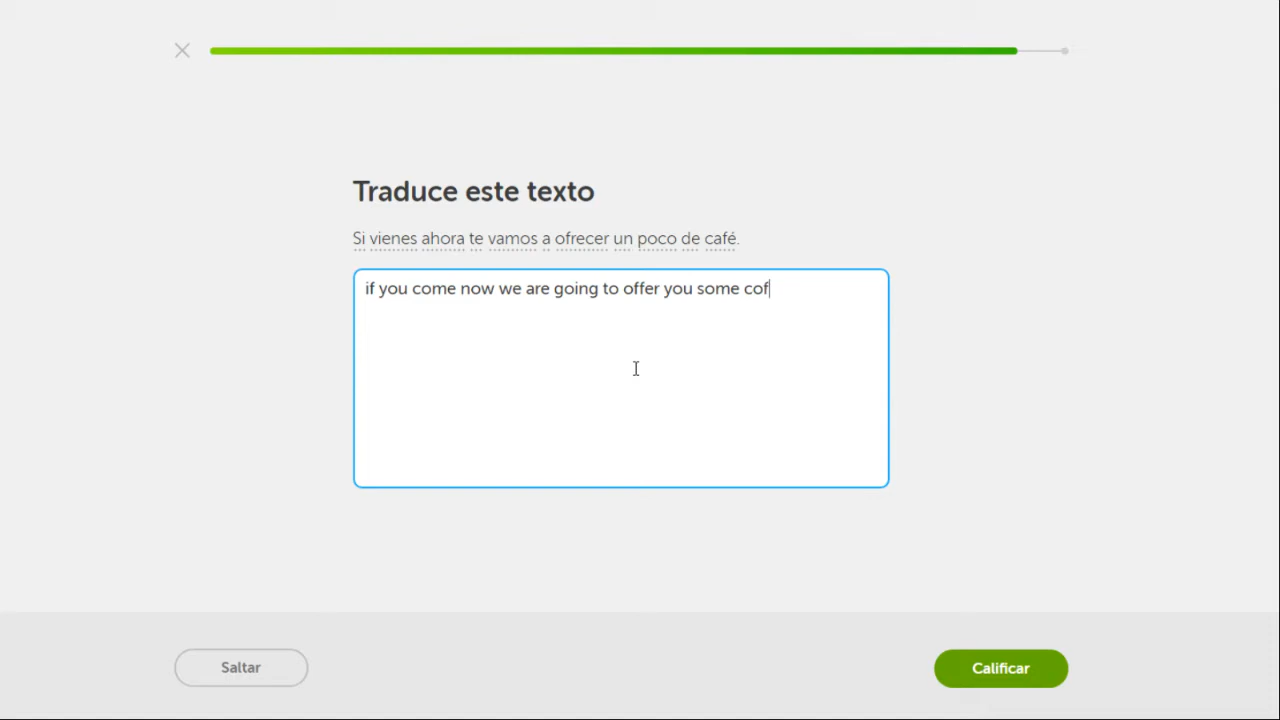 Traduce este texto
Si vienes ahora te vamos a ofrecer un poco de café.
if you come now we are going to offer you some cof
Saltar
Calificar